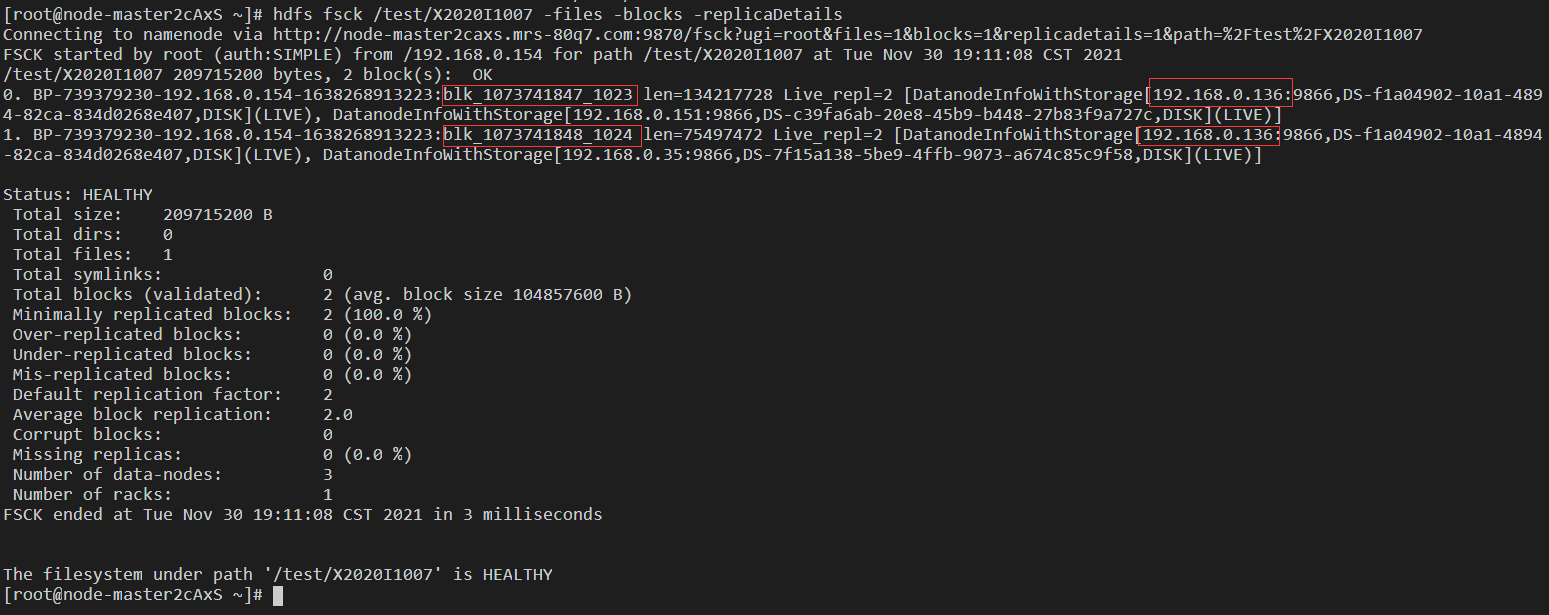 [root@node-master2cAxS ~]# hdfs fsck /test/X2020I1007 -files -blocks -replicaDetails
Connecting to namenode via http://node-master2caxs.mrs-80q7.com:9870/fsck?ugi=root&files=1&blocks=1&replicadetails=1&path=%2Ftest%2FX2020I1007
FSCK started by root (auth:SIMPLE) from /192.168.0.154 for path /test/X2020I1007 at Tue Nov 30 19:11:08 CST 2021
/test/X2020I1007 209715200 bytes, 2 block(s):  OK
0. BP-739379230-192.168.0.154-1638268913223:blk_1073741847_1023 len=134217728 Live_repl=2 [DatanodeInfoWithStorage[192.168.0.136:9866,DS-f1a04902-10a1-489
4-82ca-834d0268e407,DISK](LIVE), DatanodeInfoWithStorage[192.168.0.151:9866,DS-c39fa6ab-20e8-45b9-b448-27b83f9a727c,DISK](LIVE)]
1. BP-739379230-192.168.0.154-1638268913223:blk_1073741848_1024 len=75497472 Live_repl=2 [DatanodeInfoWithStorage[192.168.0.136:9866,DS-f1a04902-10a1-4894
-82ca-834d0268e407,DISK](LIVE), DatanodeInfoWithStorage[192.168.0.35:9866,DS-7f15a138-5be9-4ffb-9073-a674c85c9f58,DISK](LIVE)]
Status: HEALTHY
Total size:    209715200 B
Total dirs:    0
Total files:   1
Total symlinks:                0
Total blocks (validated):      2 (avg. block size 104857600 B)
Minimally replicated blocks:   2 (100.0 %)
Over-replicated blocks:        0 (0.0 %)
Under-replicated blocks:       0 (0.0 %)
Mis-replicated blocks:         0 (0.0 %)
Default replication factor:    2
Average block replication:     2.0
Corrupt blocks:                0
Missing replicas:              0 (0.0 %)
Number of data-nodes:          3
Number of racks:               1
FSCK ended at Tue Nov 30 19:11:08 CST 2021 in 3 milliseconds
The filesystem under path '/test/X2020I1007' is HEALTHY
[root@node-master2cAxS ~]#